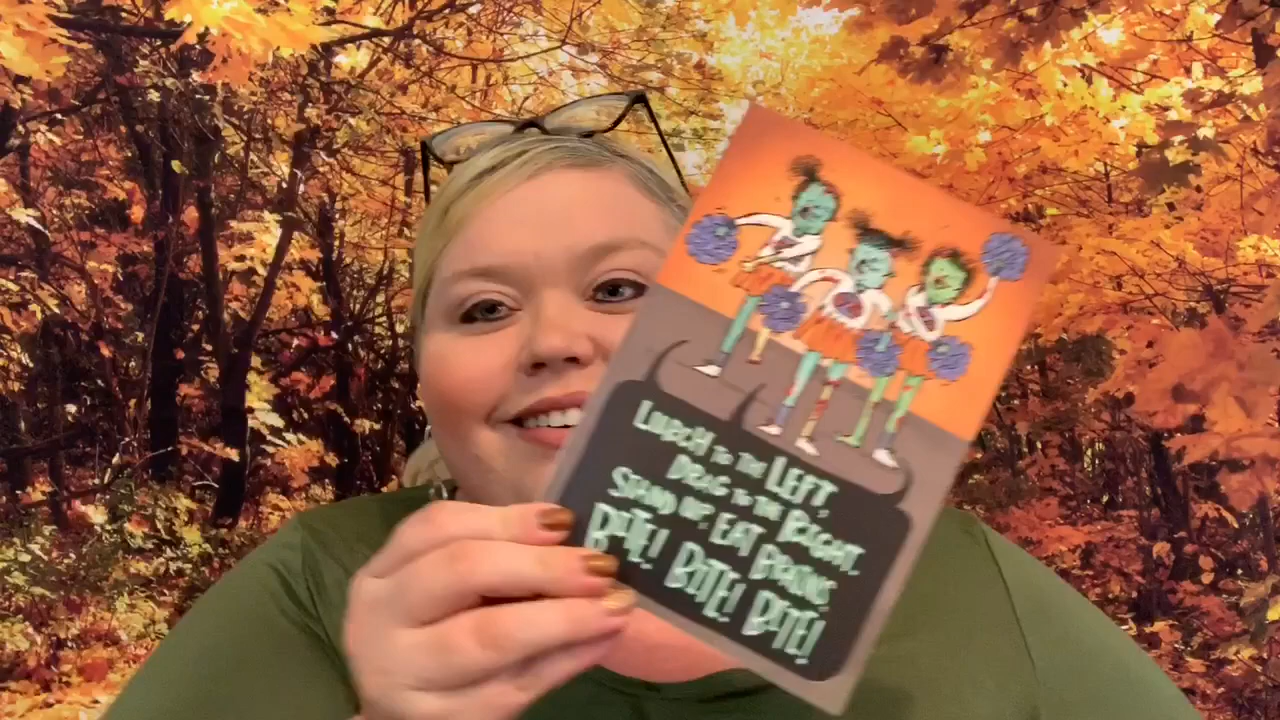 LURCH TO THE LEFT,
DRAG TO THE RIGHT.
STAND UP, EAT BRAINS,
BITE! BITE! BITE!